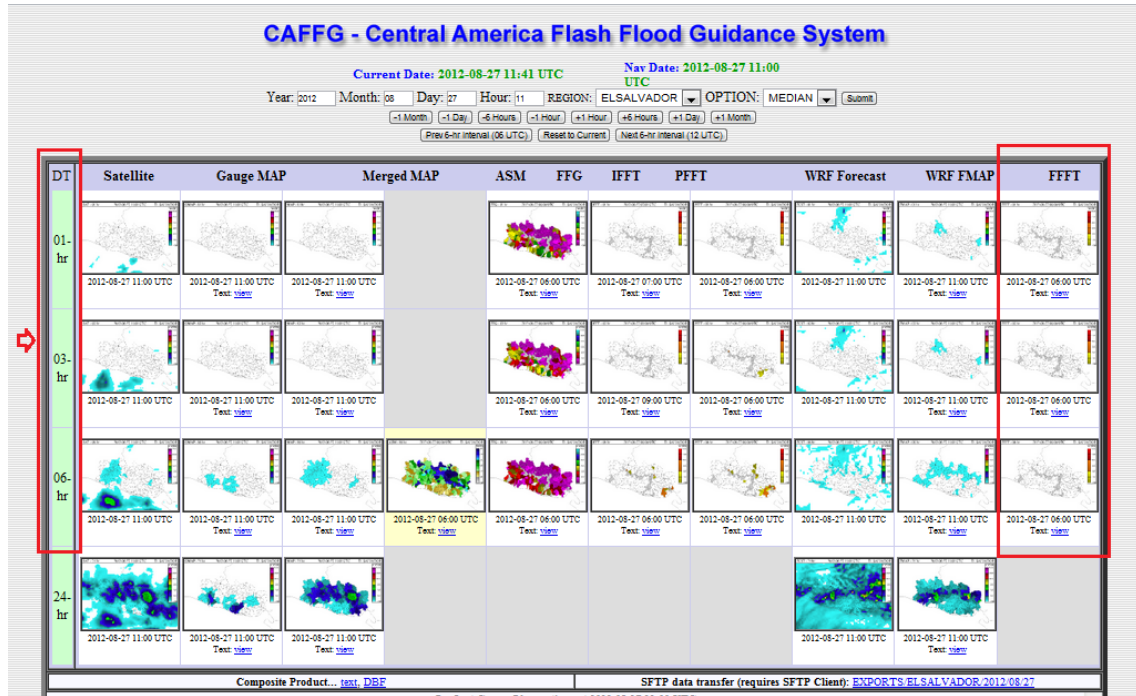 CAFFG - Central America Flash Flood Guidance System
Current Date: 2012-08-27 11:41 UTC
Nav Date: 2012-08-27 11:00
UTC
Year: 2012 Month: 08 Day: 27 Hour: 11 REGION: ELSALVADOR OPTION: MEDIAN Submit
-1 Month -1 Day -6 Hours -1 Hour +1 Hour +6 Hours +1 Day +1 Month
Prev 6-hr Interval (06 UTC) Reset to Current Next 6-hr Interval (12 UTC)
DT Satellite Gauge MAP Merged MAP ASM FFG IFFT PFFT WRF Forecast WRF FMAP FFFT
01-
hr
2012-08-27 11:00 UTC 2012-08-27 11:00 UTC 2012-08-27 11:00 UTC 2012-08-27 06:00 UTC 2012-08-27 07:00 UTC 2012-08-27 06:00 UTC 2012-08-27 11:00 UTC 2012-08-27 11:00 UTC 2012-08-27 06:00 UTC
Text: view Text: view Text: view Text: view Text: view Text: view Text: view
03-
hr
2012-08-27 11:00 UTC 2012-08-27 11:00 UTC 2012-08-27 11:00 UTC 2012-08-27 06:00 UTC 2012-08-27 09:00 UTC 2012-08-27 06:00 UTC 2012-08-27 11:00 UTC 2012-08-27 11:00 UTC 2012-08-27 06:00 UTC
Text: view Text: view Text: view Text: view Text: view Text: view Text: view
06-
hr
2012-08-27 11:00 UTC 2012-08-27 11:00 UTC 2012-08-27 11:00 UTC 2012-08-27 06:00 UTC 2012-08-27 06:00 UTC 2012-08-27 06:00 UTC 2012-08-27 06:00 UTC 2012-08-27 11:00 UTC 2012-08-27 11:00 UTC 2012-08-27 06:00 UTC
Text: view Text: view Text: view Text: view Text: view Text: view Text: view Text: view
24-
hr
2012-08-27 11:00 UTC 2012-08-27 11:00 UTC 2012-08-27 11:00 UTC 2012-08-27 11:00 UTC 2012-08-27 11:00 UTC
Text: view Text: view Text: view
Composite Product... text, DBF SFTP data transfer (requires SFTP Client): EXPORTS/ELSALVADOR/2012/08/27